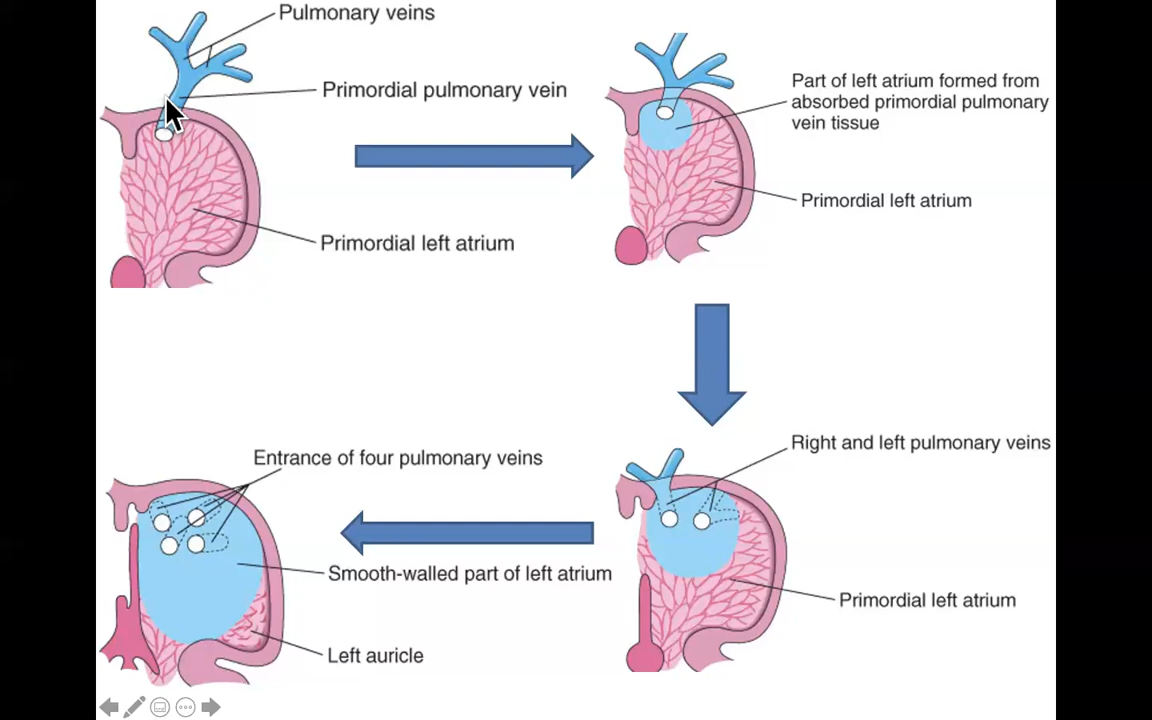 Pulmonary veins
Primordial pulmonary vein
Primordial left atrium
Part of left atrium formed from
absorbed primordial pulmonary
vein tissue
Primordial left atrium
Entrance of four pulmonary veins
Smooth-walled part of left atrium
Left auricle
Right and left pulmonary veins
Primordial left atrium